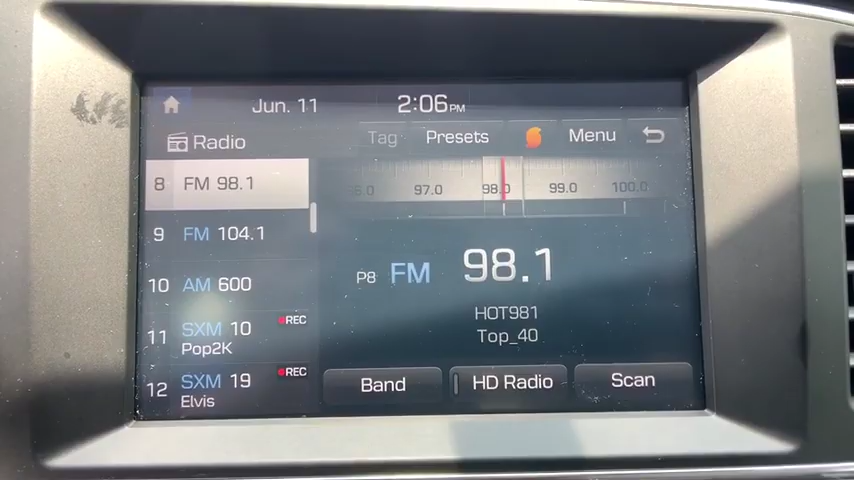 Jun. 11 2:06 PM
Radio Tag Presets Menu
8 FM 98.1
9 FM 104.1
10 AM 600
11 SXM 10 REC
Pop2K
12 SXM 19 REC
Elvis
97.0 98.0 99.0 100.0
P8 FM 98.1
HOT981
Top_40
Band HD Radio Scan